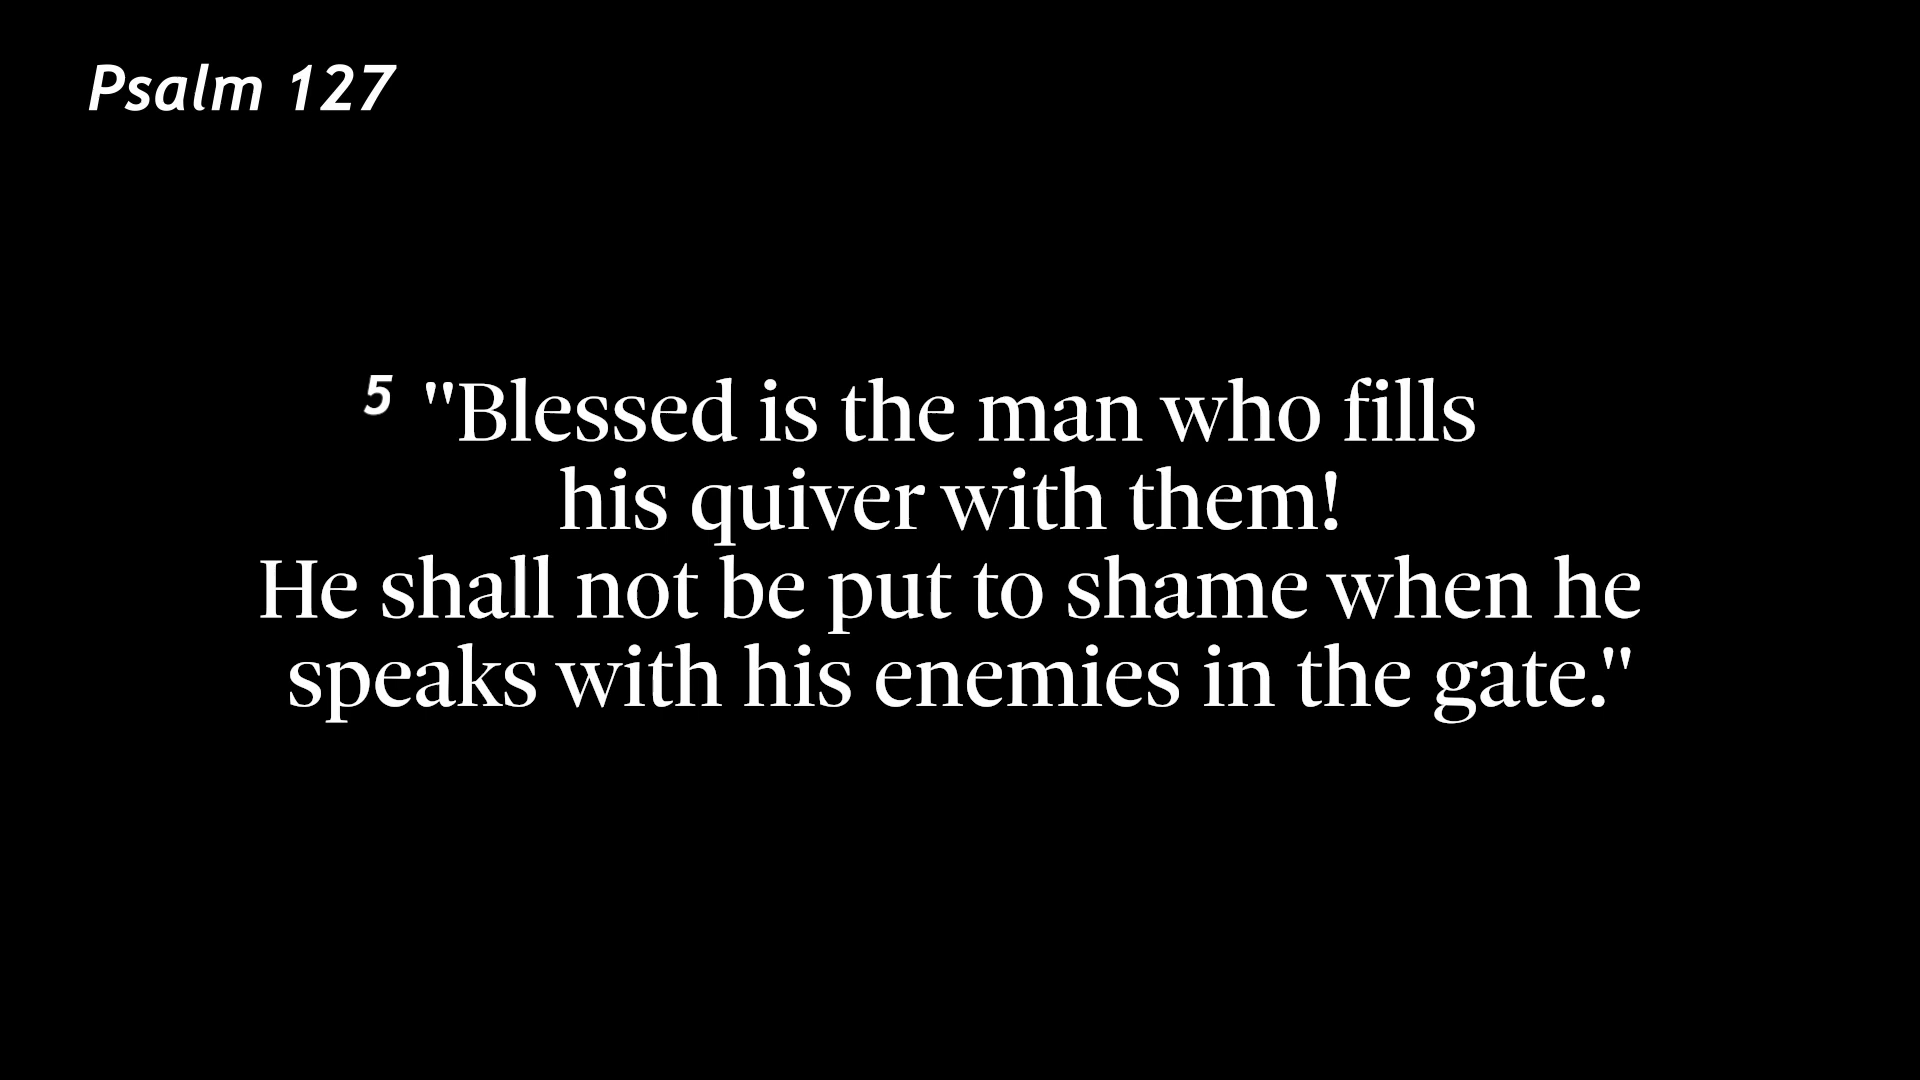 Psalm 127
5 "Blessed is the man who fills
his quiver with them!
He shall not be put to shame when he
speaks with his enemies in the gate."